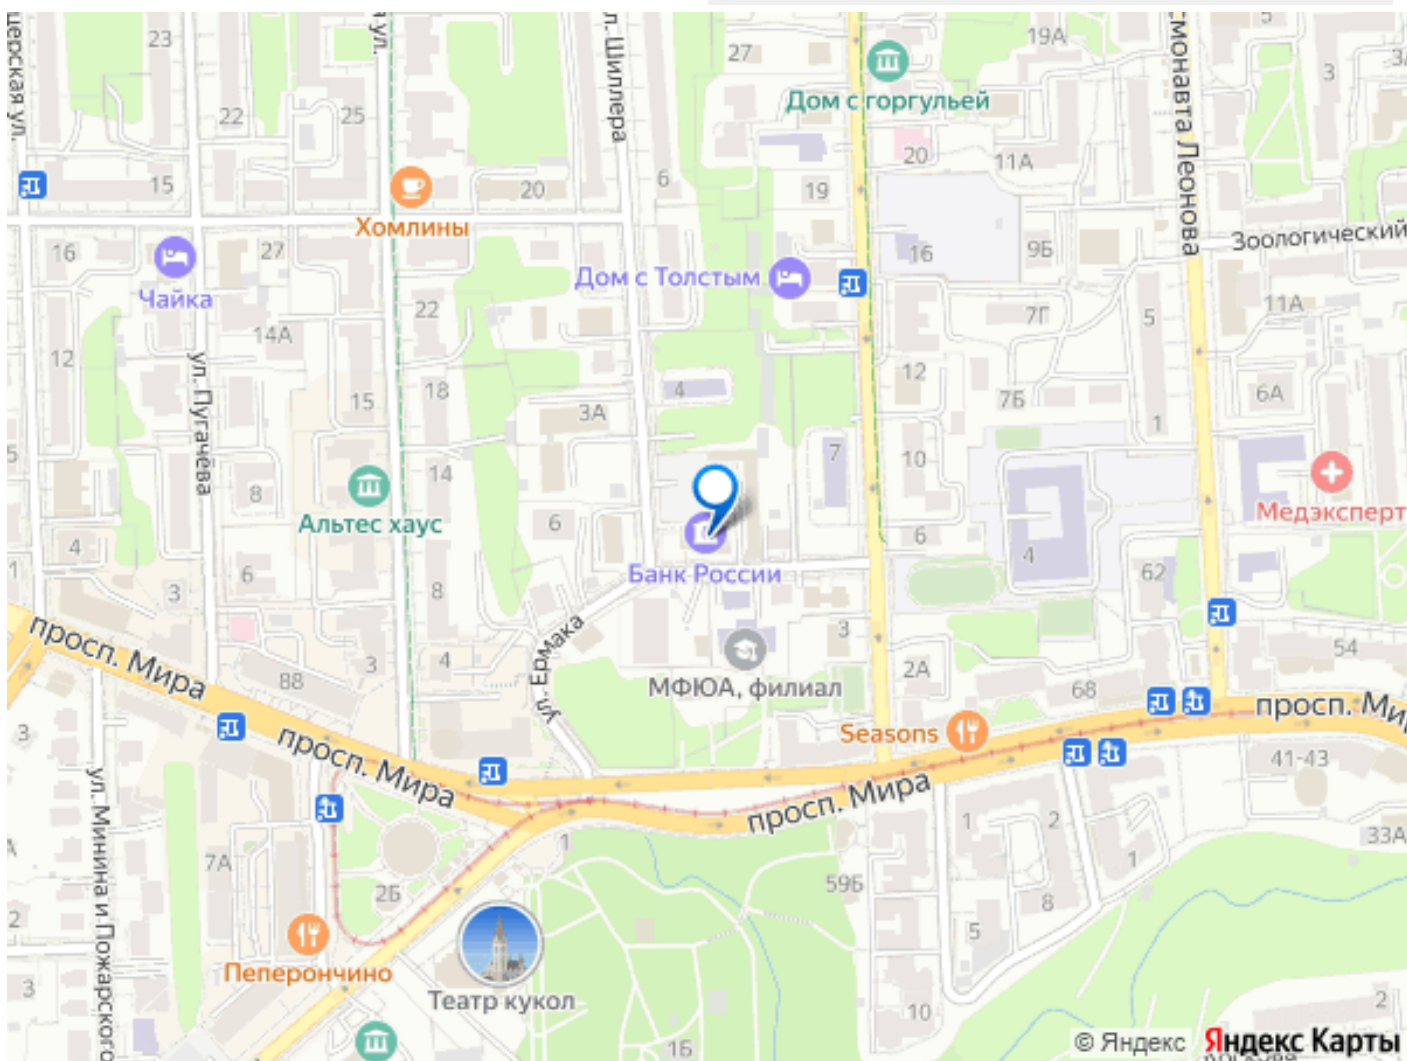 23
22
25
15
16
27
Чайка
14А
12
ул. Пугачёва
Хомлины
20
22
18
15
14
8
Альтес хаус
4
6
3
8
3
4
88
ул. Шиллера
27
Дом с горгульей
19А
5
3
смонавта Леонова
20
11А
6
19
16
9Б
Зоологический
Дом с Толстым
7Г
5
11А
4
3А
12
7Б
1
6А
7
10
Медэксперт
6
Банк России
6
4
62
ул. Ермака
МФЮА, филиал
3
2А
68
54
просп. Мира
просп. Мира
Seasons
просп. Ми
просп. Мира
41-43
3
ул. Минина и Пожарского
7А
2Б
1
59Б
1
2
1
33А
8
5
10
2
Пеперончино
Театр кукол
3
2
1Б
© Яндекс Яндекс Карты